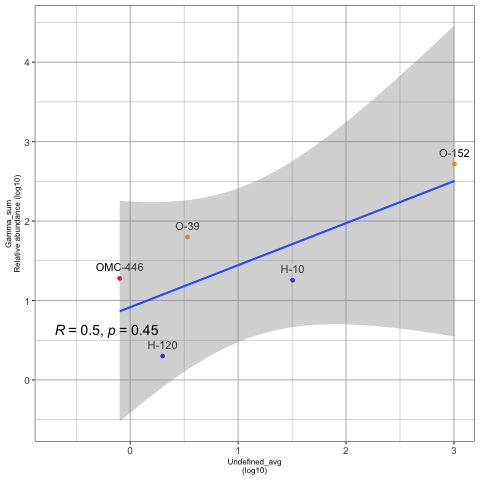 4
3
2
1
0
Gamma_sum
Relative abundance (log10)
O-152
O-39
OMC-446
H-10
R = 0.5, p = 0.45
H-120
0 1 2 3
Undefined_avg
(log10)